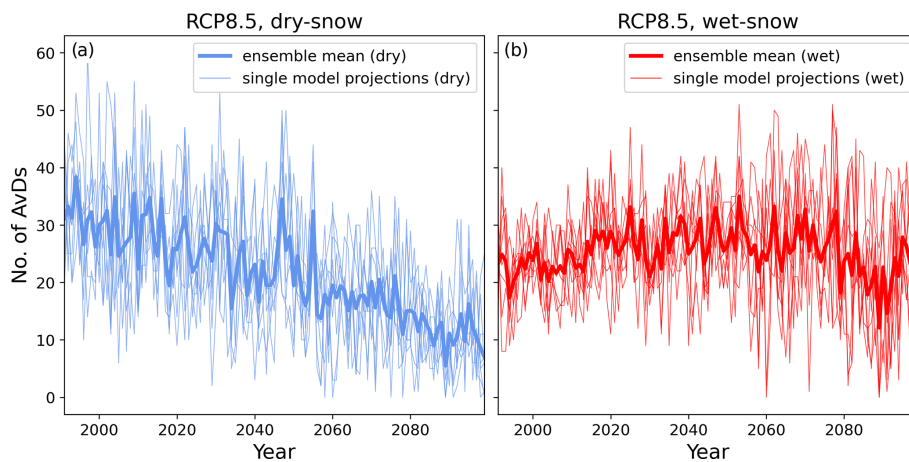 RCP8.5, dry-snow
(a)
ensemble mean (dry)
single model projections (dry)
60
50
40
30
20
10
0
No. of AvDs
2000 2020 2040 2060 2080
Year
RCP8.5, wet-snow
(b)
ensemble mean (wet)
single model projections (wet)
2000 2020 2040 2060 2080
Year